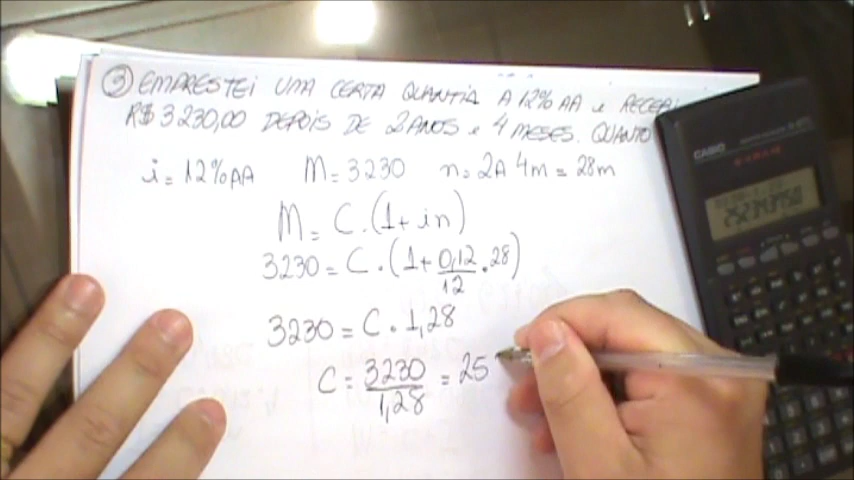 ③ EMPRESTEI UMA CERTA QUANTIA A 12% AA e RECEBI
R$ 3230,00 DEPOIS DE 2 ANOS e 4 MESES. QUANTO
i = 12% AA M = 3230 n = 2A 4m = 28m
M = C . (1 + in)
3230 = C . (1 + 0,12/12 . 28)
3230 = C . 1,28
C = 3230/1,28 = 25
CASIO